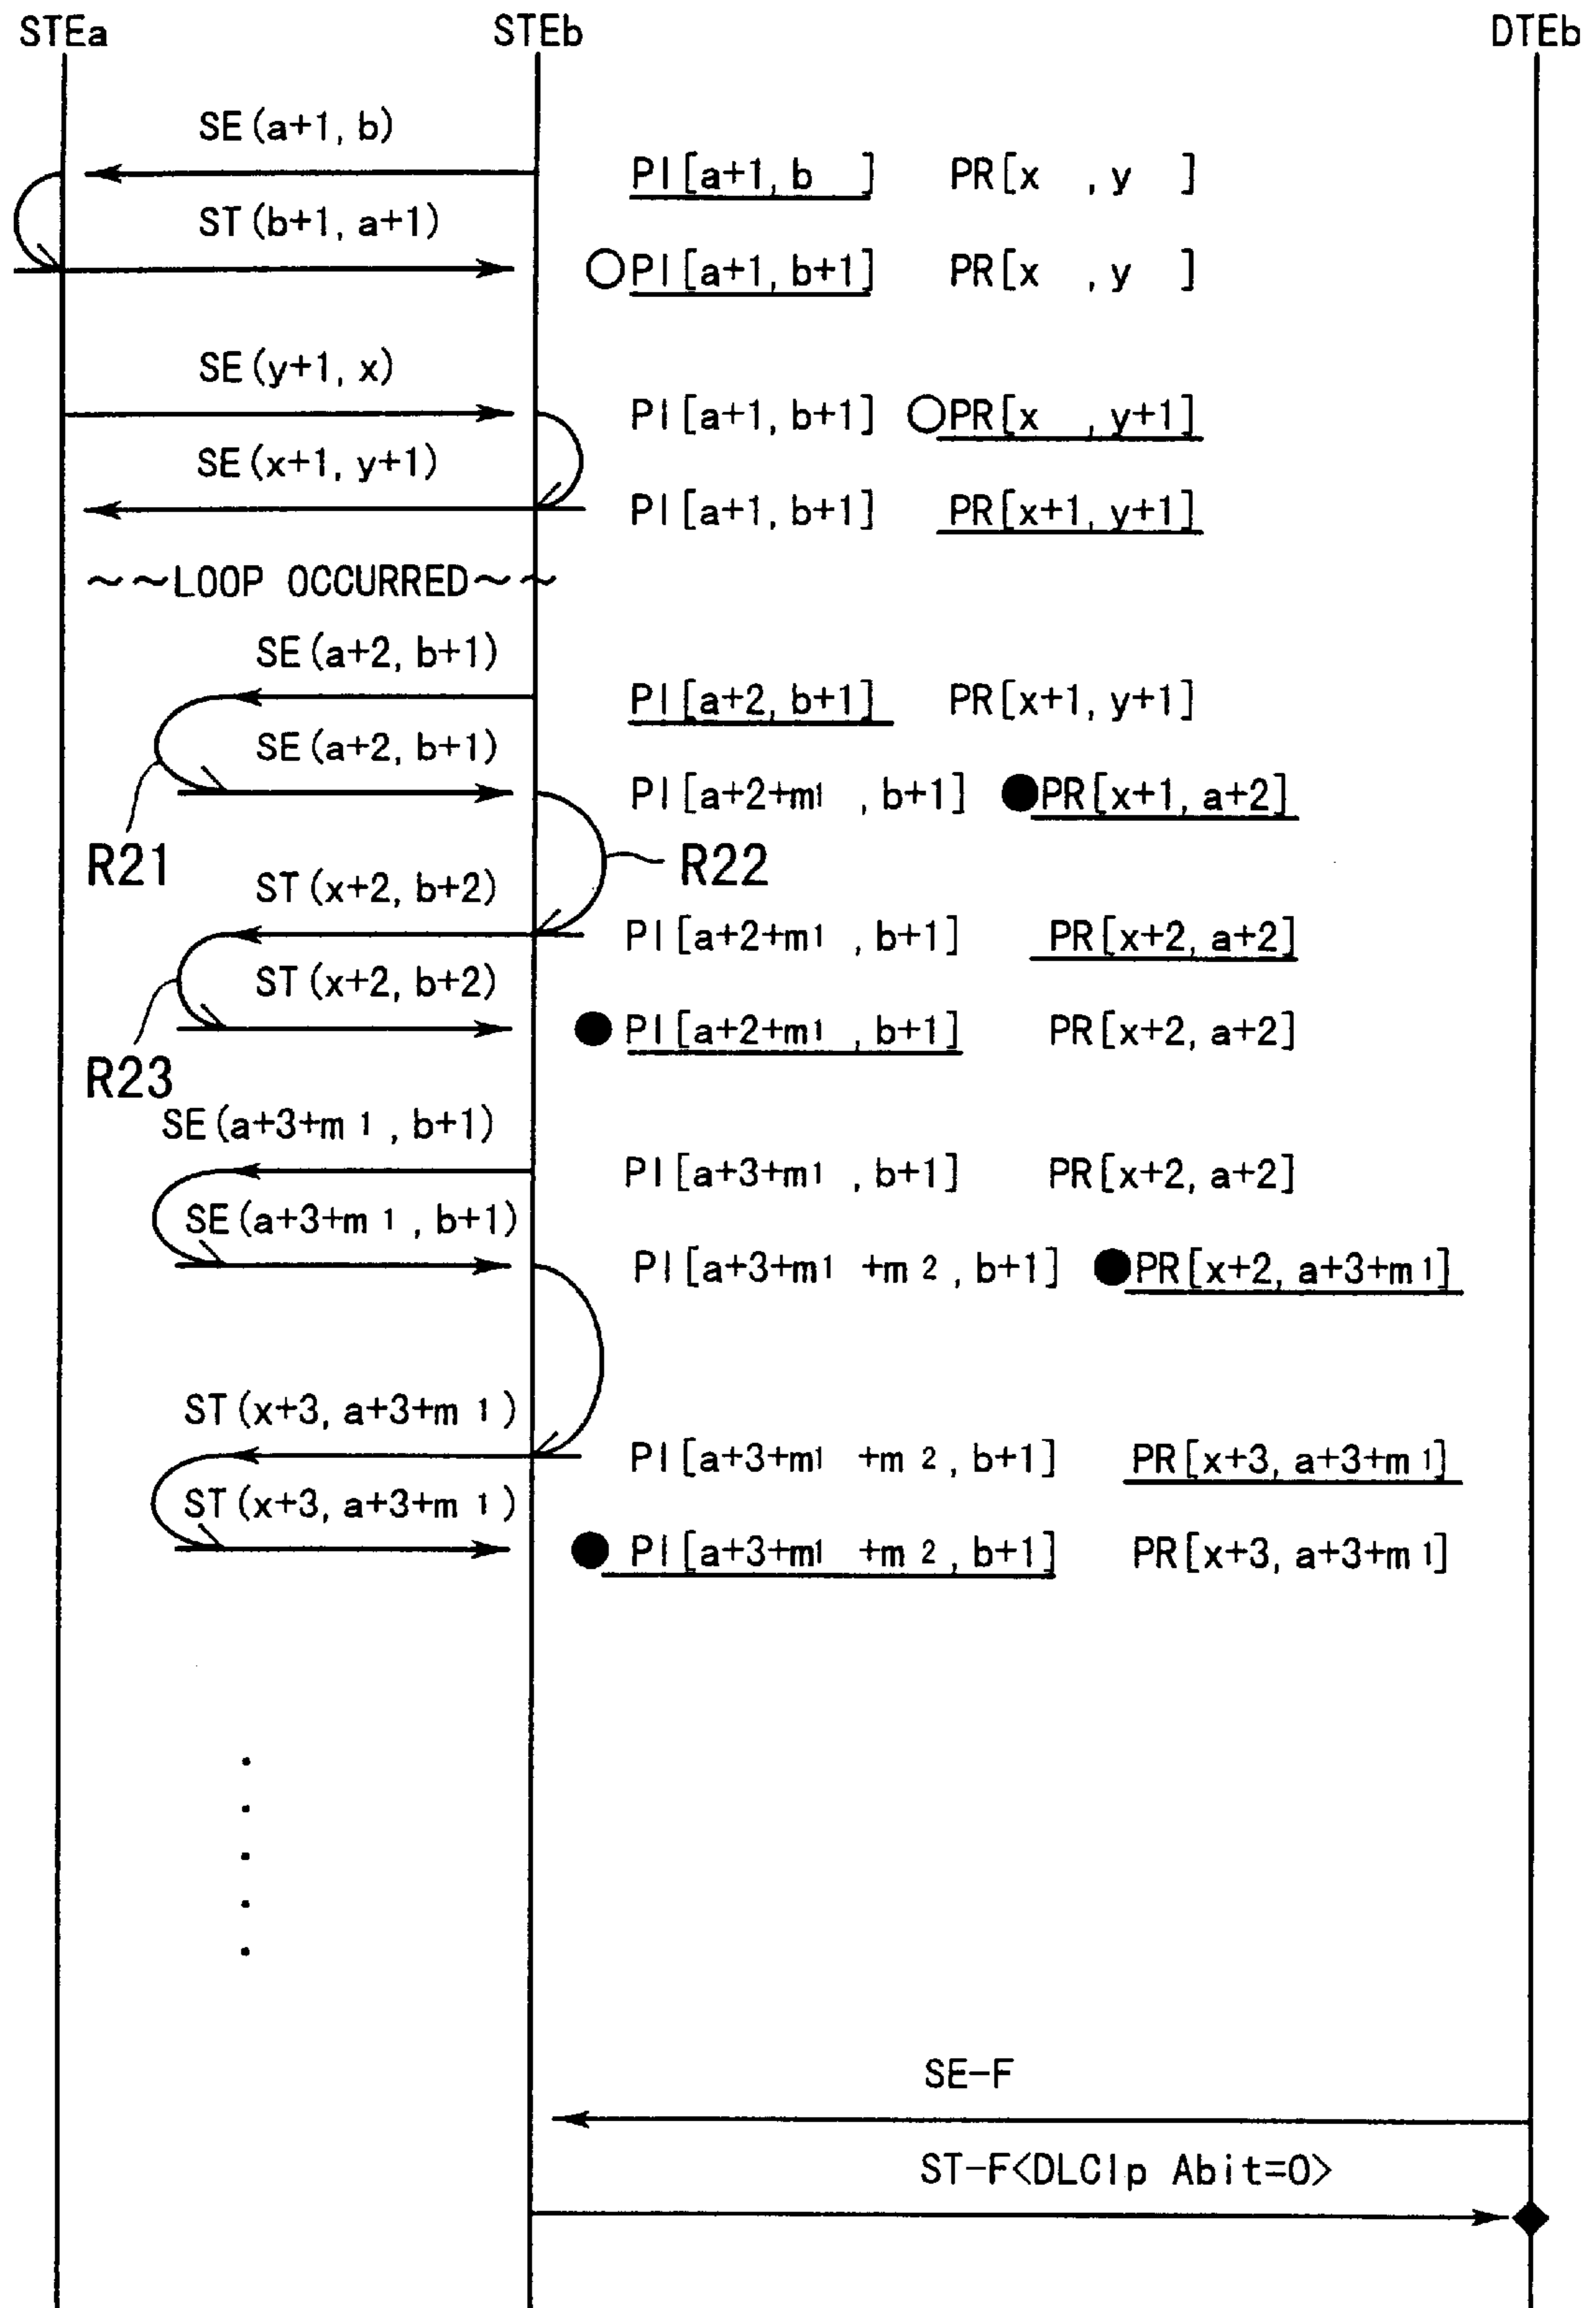 STEa STEb DTEb
SE(a+1, b)
PI[a+1, b ] PR[x , y ]
ST(b+1, a+1)
PI[a+1, b+1] PR[x , y ]
SE(y+1, x)
PI[a+1, b+1] PR[x , y+1]
SE(x+1, y+1)
PI[a+1, b+1] PR[x+1, y+1]
~~LOOP OCCURRED~~
SE(a+2, b+1)
PI[a+2, b+1] PR[x+1, y+1]
SE(a+2, b+1)
PI[a+2+m1 , b+1] PR[x+1, a+2]
R21 R22
ST(x+2, b+2)
PI[a+2+m1 , b+1] PR[x+2, a+2]
ST(x+2, b+2)
PI[a+2+m1 , b+1] PR[x+2, a+2]
R23
SE(a+3+m1 , b+1)
PI[a+3+m1 , b+1] PR[x+2, a+2]
SE(a+3+m1 , b+1)
PI[a+3+m1 +m2, b+1] PR[x+2, a+3+m1]
ST(x+3, a+3+m1)
PI[a+3+m1 +m2, b+1] PR[x+3, a+3+m1]
ST(x+3, a+3+m1)
PI[a+3+m1 +m2, b+1] PR[x+3, a+3+m1]
SE-F
ST-F<DLCIp Abit=0>